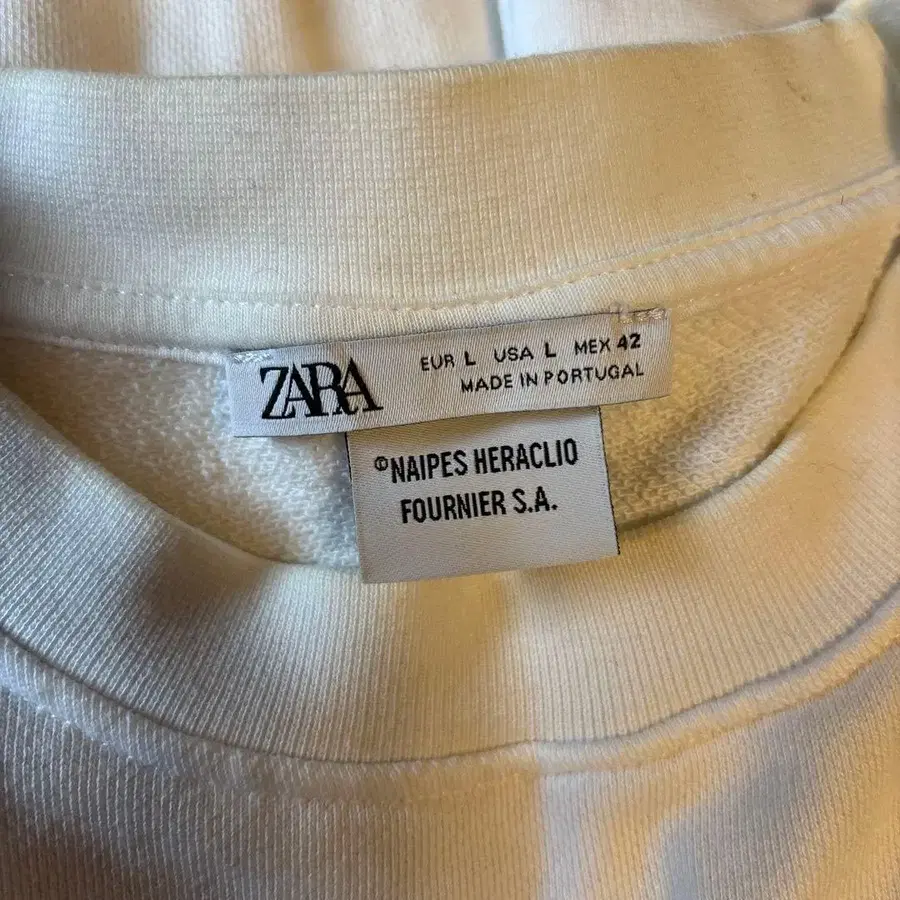 ZARA
EUR L USA L MEX 42
MADE IN PORTUGAL
©NAIPES HERACLIO
FOURNIER S.A.